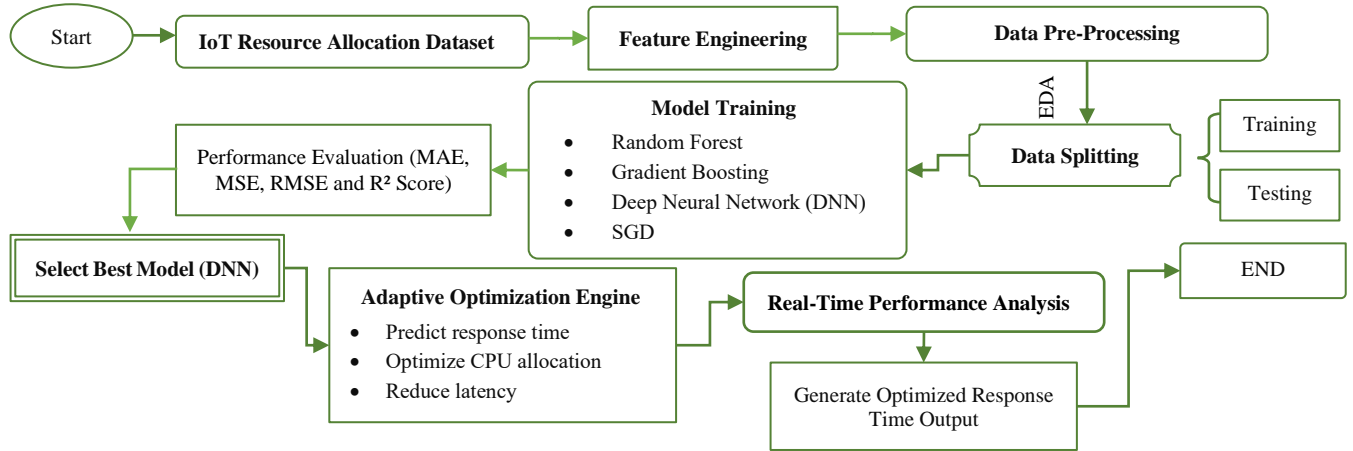 Start
IoT Resource Allocation Dataset
Feature Engineering
Data Pre-Processing
EDA
Data Splitting
Training
Testing
Model Training
• Random Forest
• Gradient Boosting
• Deep Neural Network (DNN)
• SGD
Performance Evaluation (MAE,
MSE, RMSE and R² Score)
Select Best Model (DNN)
Adaptive Optimization Engine
• Predict response time
• Optimize CPU allocation
• Reduce latency
Real-Time Performance Analysis
Generate Optimized Response
Time Output
END